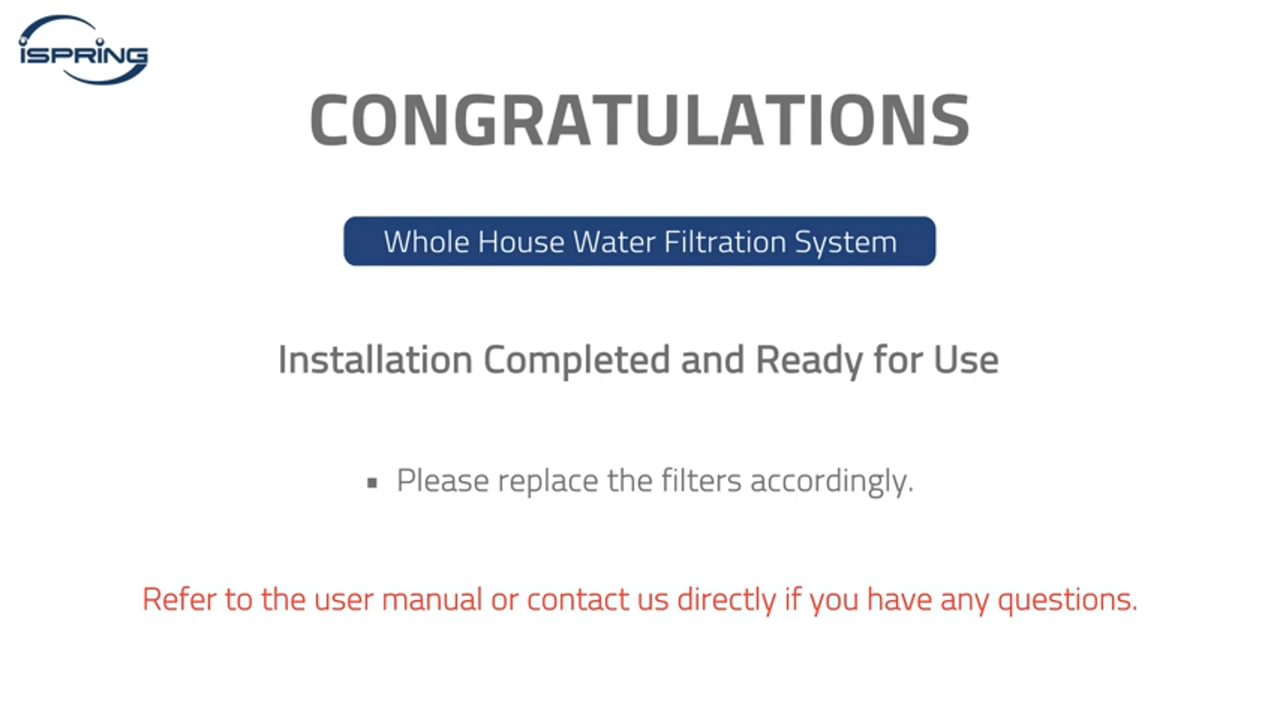 iSPRING
CONGRATULATIONS
Whole House Water Filtration System
Installation Completed and Ready for Use
▪ Please replace the filters accordingly.
Refer to the user manual or contact us directly if you have any questions.